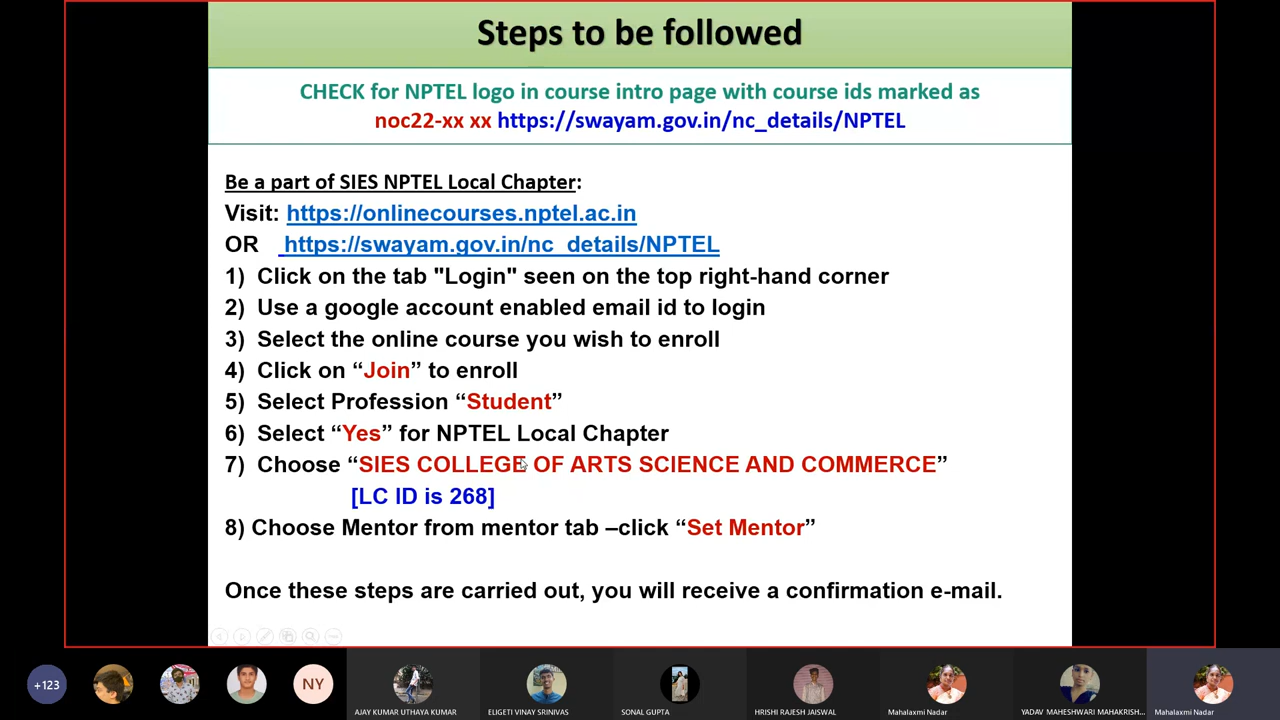 Steps to be followed
CHECK for NPTEL logo in course intro page with course ids marked as
noc22-xx xx https://swayam.gov.in/nc_details/NPTEL
Be a part of SIES NPTEL Local Chapter:
Visit: https://onlinecourses.nptel.ac.in
OR https://swayam.gov.in/nc_details/NPTEL
1) Click on the tab "Login" seen on the top right-hand corner
2) Use a google account enabled email id to login
3) Select the online course you wish to enroll
4) Click on “Join” to enroll
5) Select Profession “Student”
6) Select “Yes” for NPTEL Local Chapter
7) Choose “SIES COLLEGE OF ARTS SCIENCE AND COMMERCE”
[LC ID is 268]
8) Choose Mentor from mentor tab –click “Set Mentor”
Once these steps are carried out, you will receive a confirmation e-mail.
+123 NY
AJAY KUMAR UTHAYA KUMAR ELIGETI VINAY SRINIVAS SONAL GUPTA HRISHI RAJESH JAISWAL Mahalaxmi Nadar YADAV MAHESHWARI MAHAKRISH... Mahalaxmi Nadar